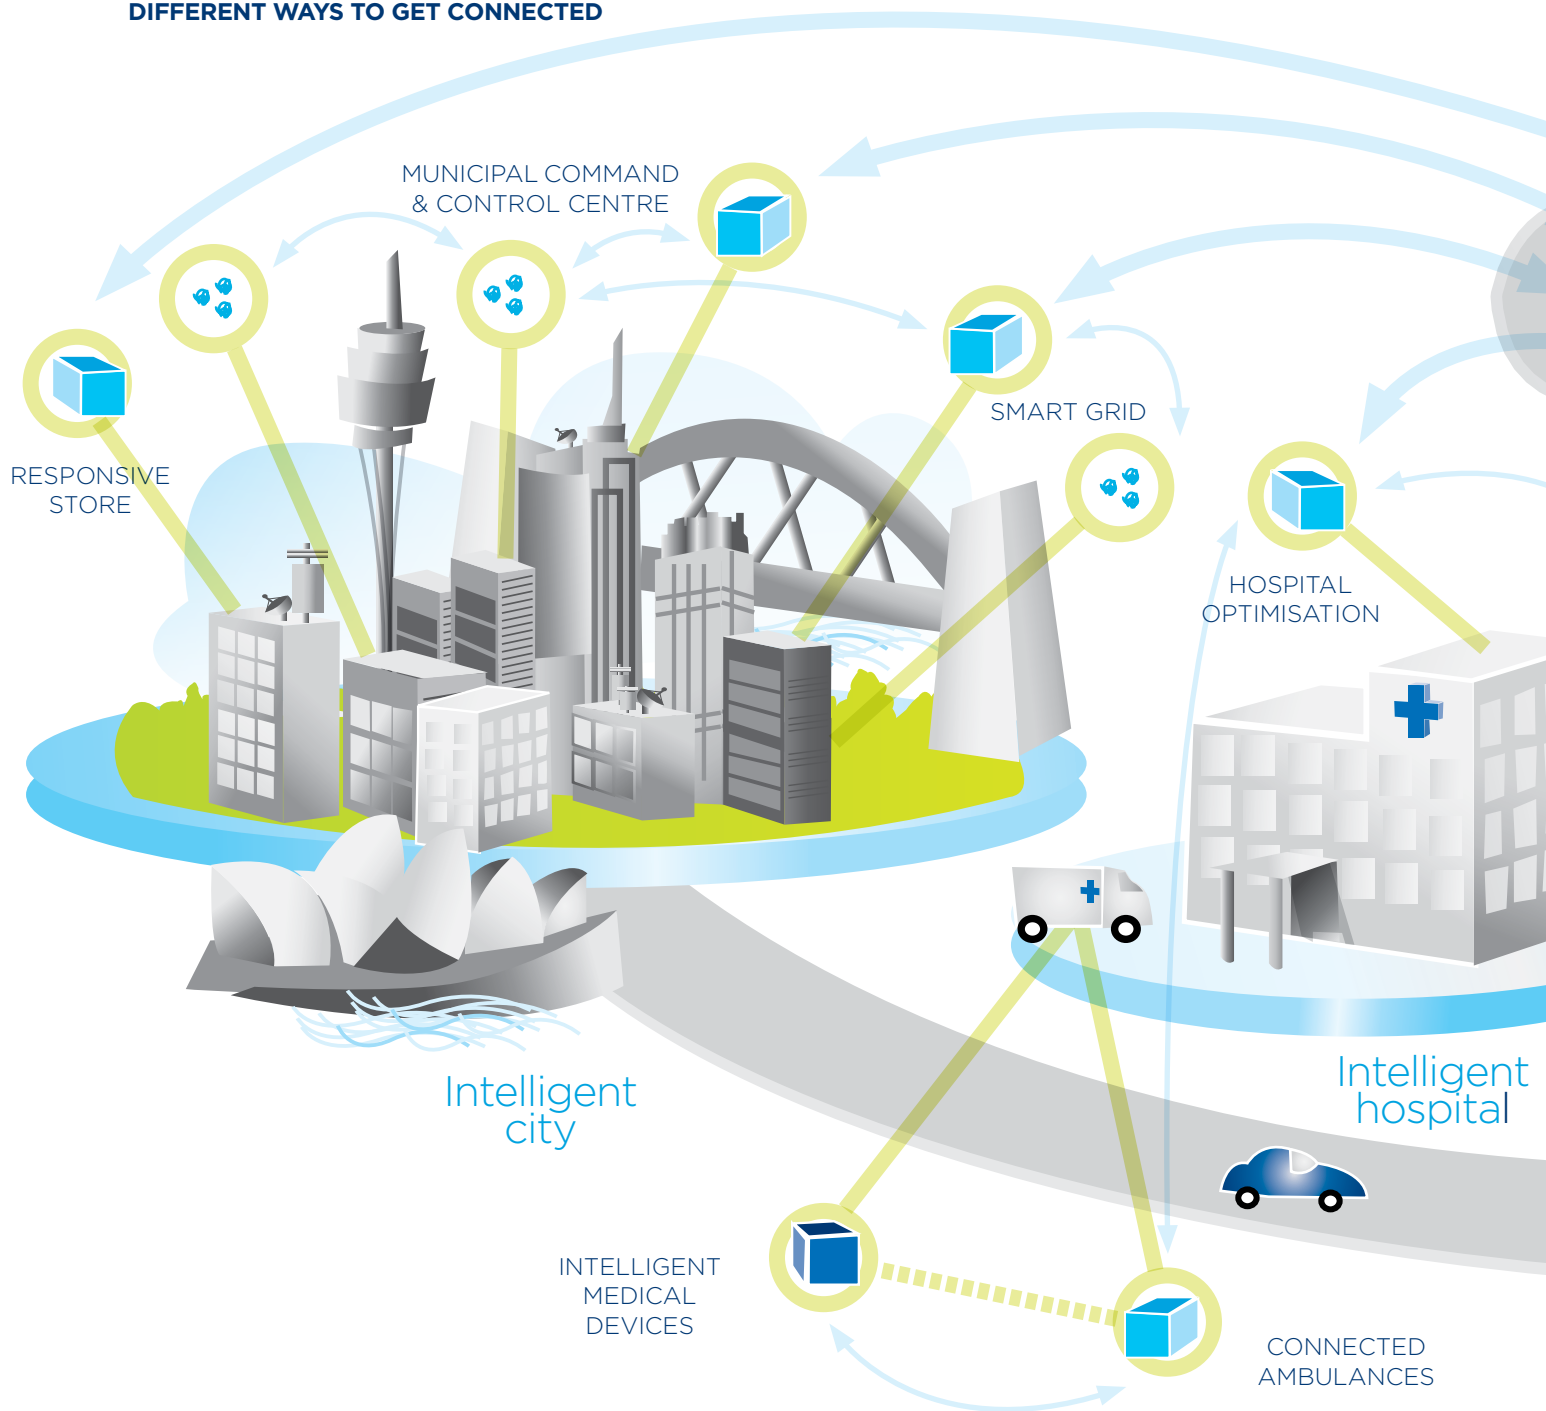 DIFFERENT WAYS TO GET CONNECTED
MUNICIPAL COMMAND
& CONTROL CENTRE
RESPONSIVE
STORE
SMART GRID
HOSPITAL
OPTIMISATION
Intelligent
city
Intelligent
hospital
INTELLIGENT
MEDICAL
DEVICES
CONNECTED
AMBULANCES